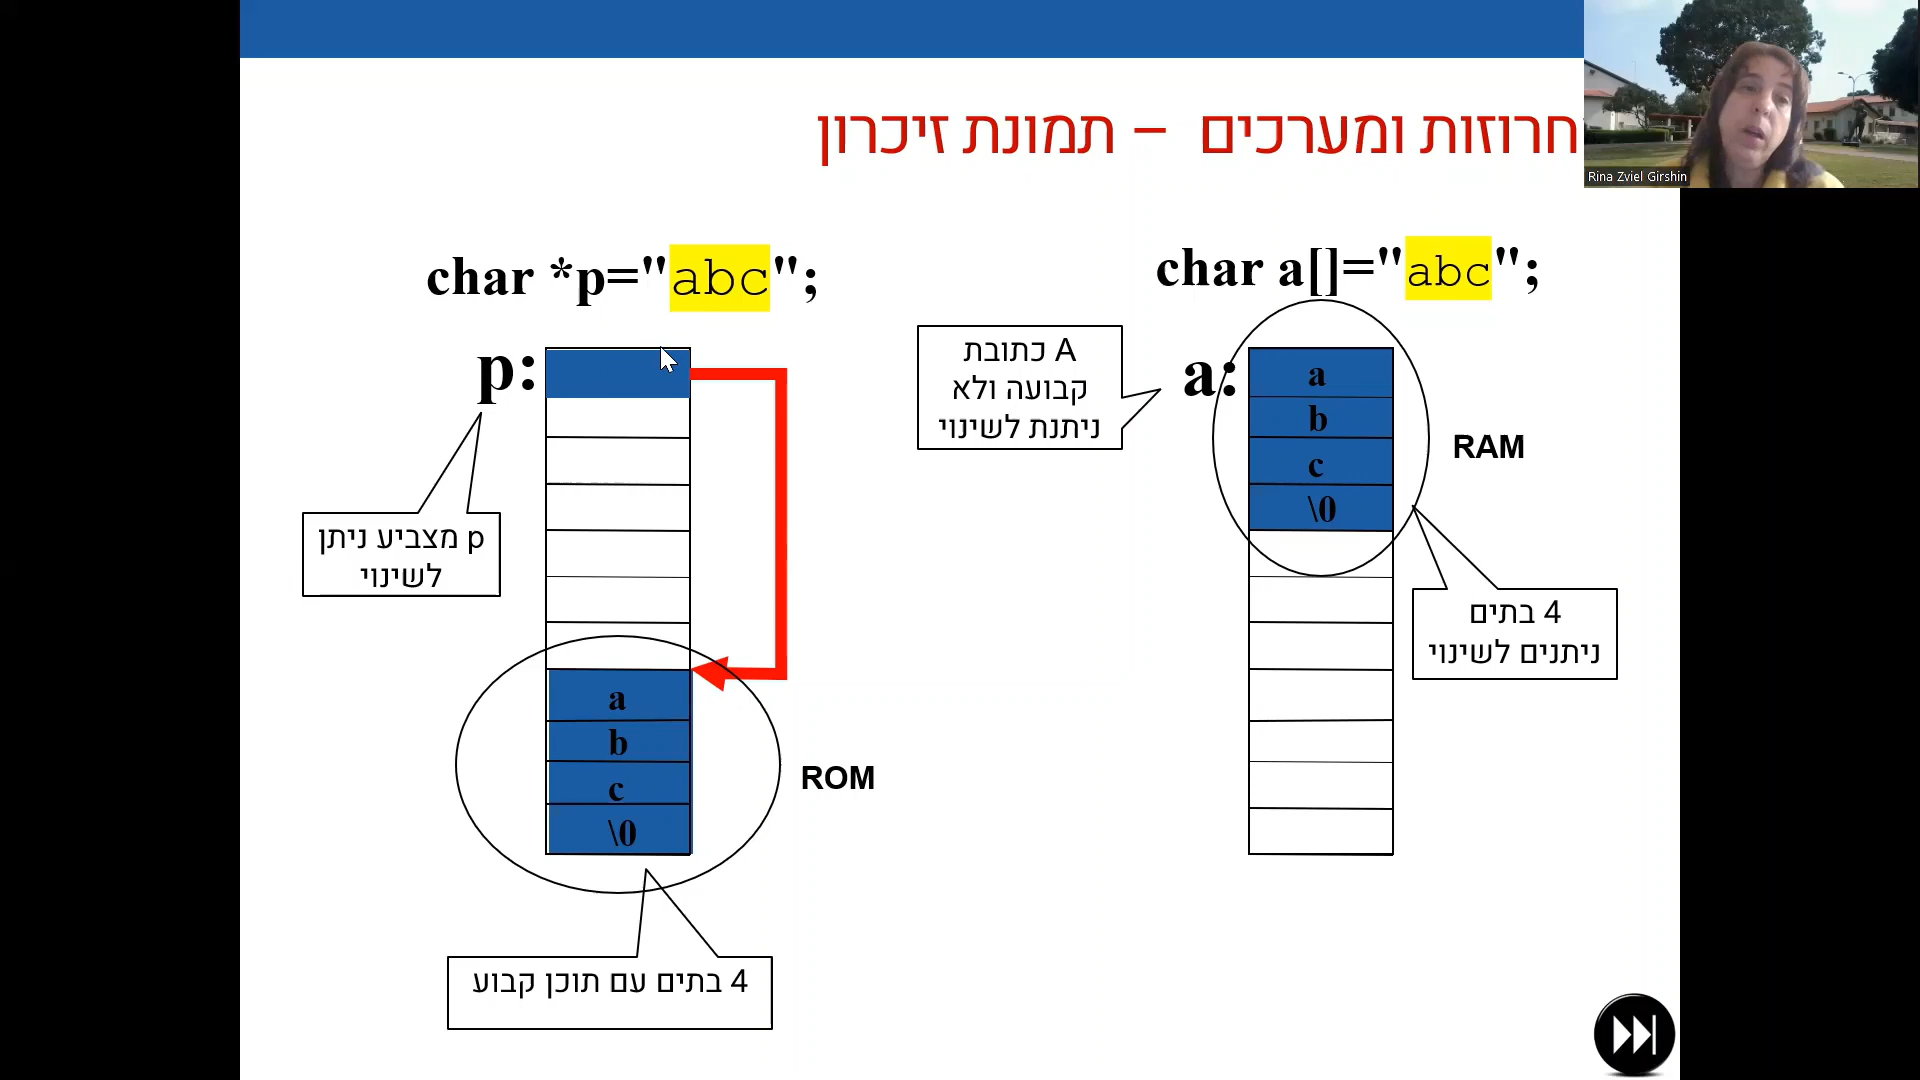 חרוזות ומערכים – תמונת זיכרון
Rina Zviel Girshin
char a[]="abc";
a:
a
b
c
\0
RAM
A כתובת
קבועה ולא
ניתנת לשינוי
4 בתים
ניתנים לשינוי
char *p="abc";
p:
p מצביע ניתן
לשינוי
a
b
c
\0
ROM
4 בתים עם תוכן קבוע